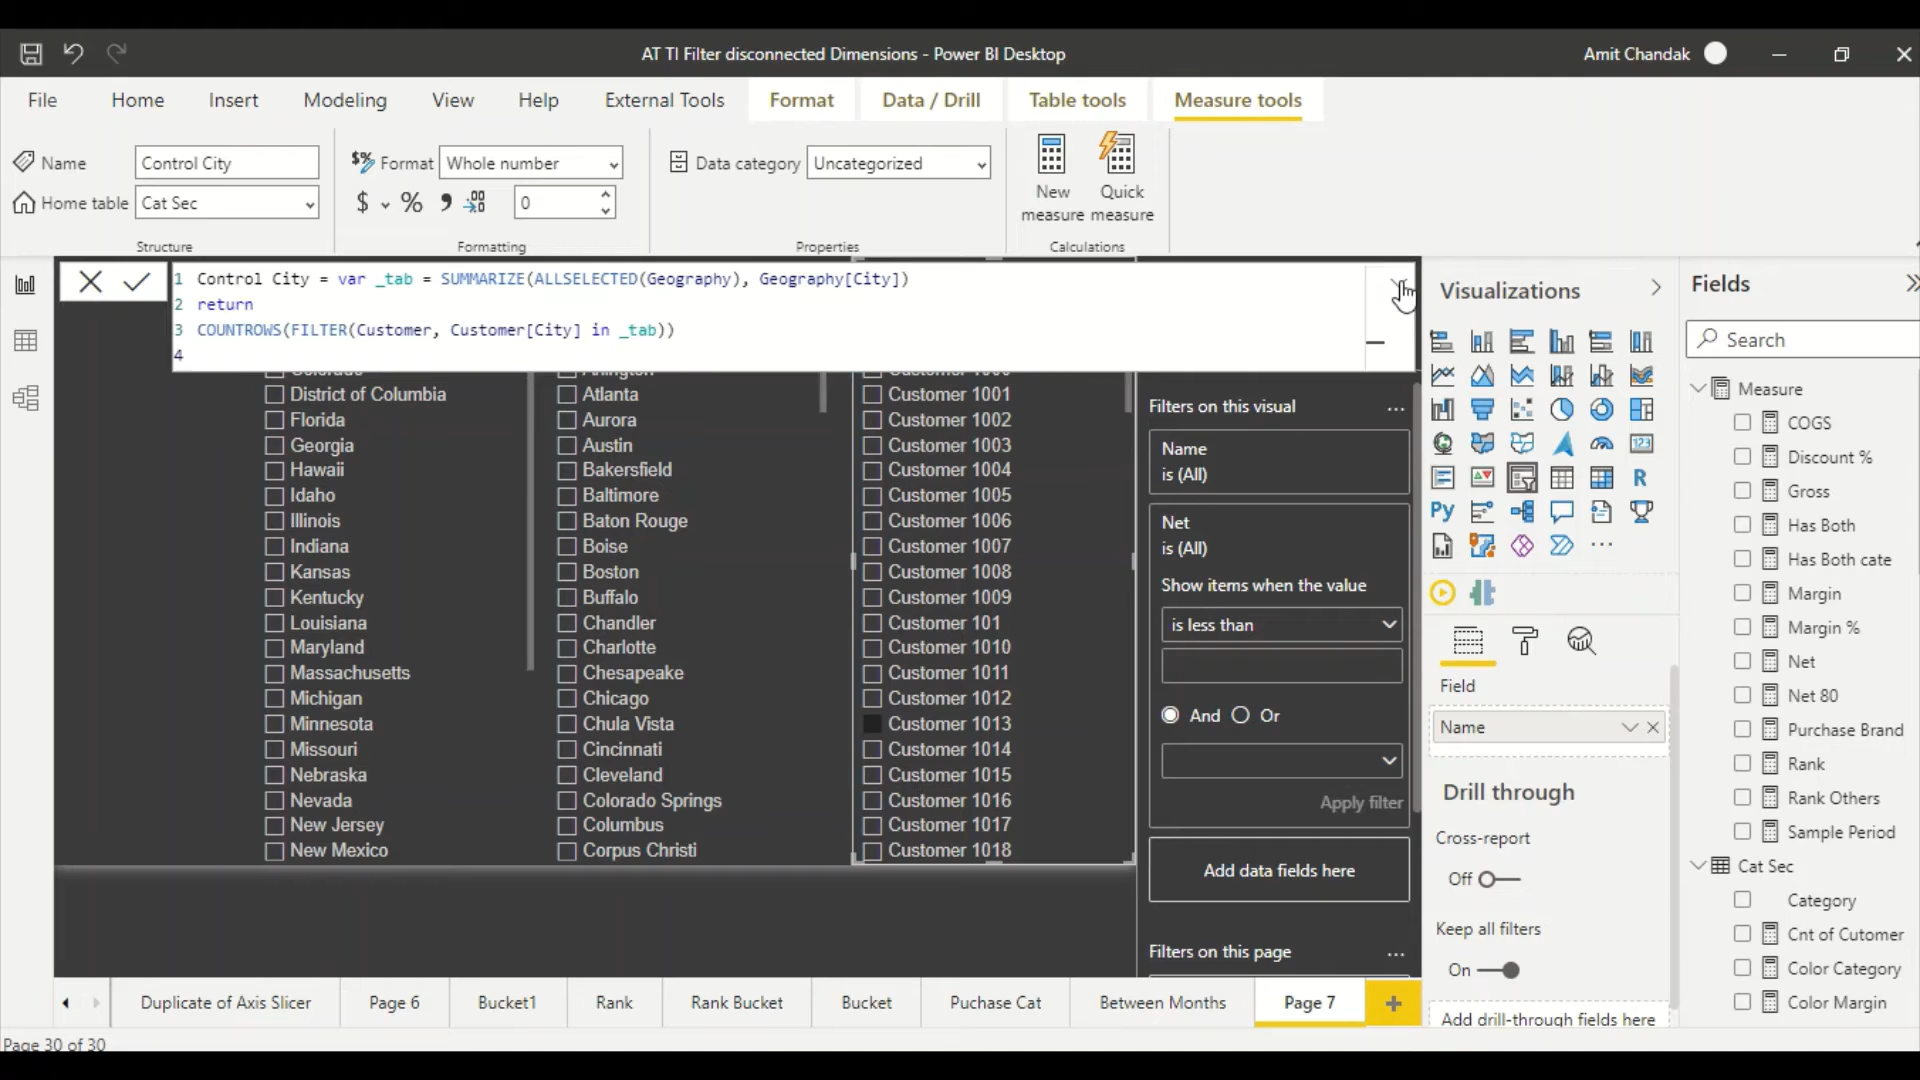 AT TI Filter disconnected Dimensions - Power BI Desktop
Amit Chandak
File
Home
Insert
Modeling
View
Help
External Tools
Format
Data / Drill
Table tools
Measure tools
Name
Control City
Home table
Cat Sec
Structure
$% Format
Whole number
$ % 9 .00
0
Formatting
Data category
Uncategorized
Properties
New
measure
Quick
measure
Calculations
1 Control City = var _tab = SUMMARIZE(ALLSELECTED(Geography), Geography[City])
2 return
3 COUNTROWS(FILTER(Customer, Customer[City] in _tab))
4
District of Columbia
Florida
Georgia
Hawaii
Idaho
Illinois
Indiana
Kansas
Kentucky
Louisiana
Maryland
Massachusetts
Michigan
Minnesota
Missouri
Nebraska
Nevada
New Jersey
New Mexico
Atlanta
Aurora
Austin
Bakersfield
Baltimore
Baton Rouge
Boise
Boston
Buffalo
Chandler
Charlotte
Chesapeake
Chicago
Chula Vista
Cincinnati
Cleveland
Colorado Springs
Columbus
Corpus Christi
Customer 1001
Customer 1002
Customer 1003
Customer 1004
Customer 1005
Customer 1006
Customer 1007
Customer 1008
Customer 1009
Customer 101
Customer 1010
Customer 1011
Customer 1012
Customer 1013
Customer 1014
Customer 1015
Customer 1016
Customer 1017
Customer 1018
Filters on this visual
...
Name
is (All)
Net
is (All)
Show items when the value
is less than
And
Or
Apply filter
Add data fields here
Filters on this page
...
Visualizations
123
R
Py
...
Field
Name
Drill through
Cross-report
Off
Keep all filters
On
Add drill-through fields here
Fields
Search
Measure
COGS
Discount %
Gross
Has Both
Has Both cate
Margin
Margin %
Net
Net 80
Purchase Brand
Rank
Rank Others
Sample Period
Cat Sec
Category
Cnt of Cutomer
Color Category
Color Margin
Duplicate of Axis Slicer
Page 6
Bucket1
Rank
Rank Bucket
Bucket
Puchase Cat
Between Months
Page 7
+
Page 30 of 30